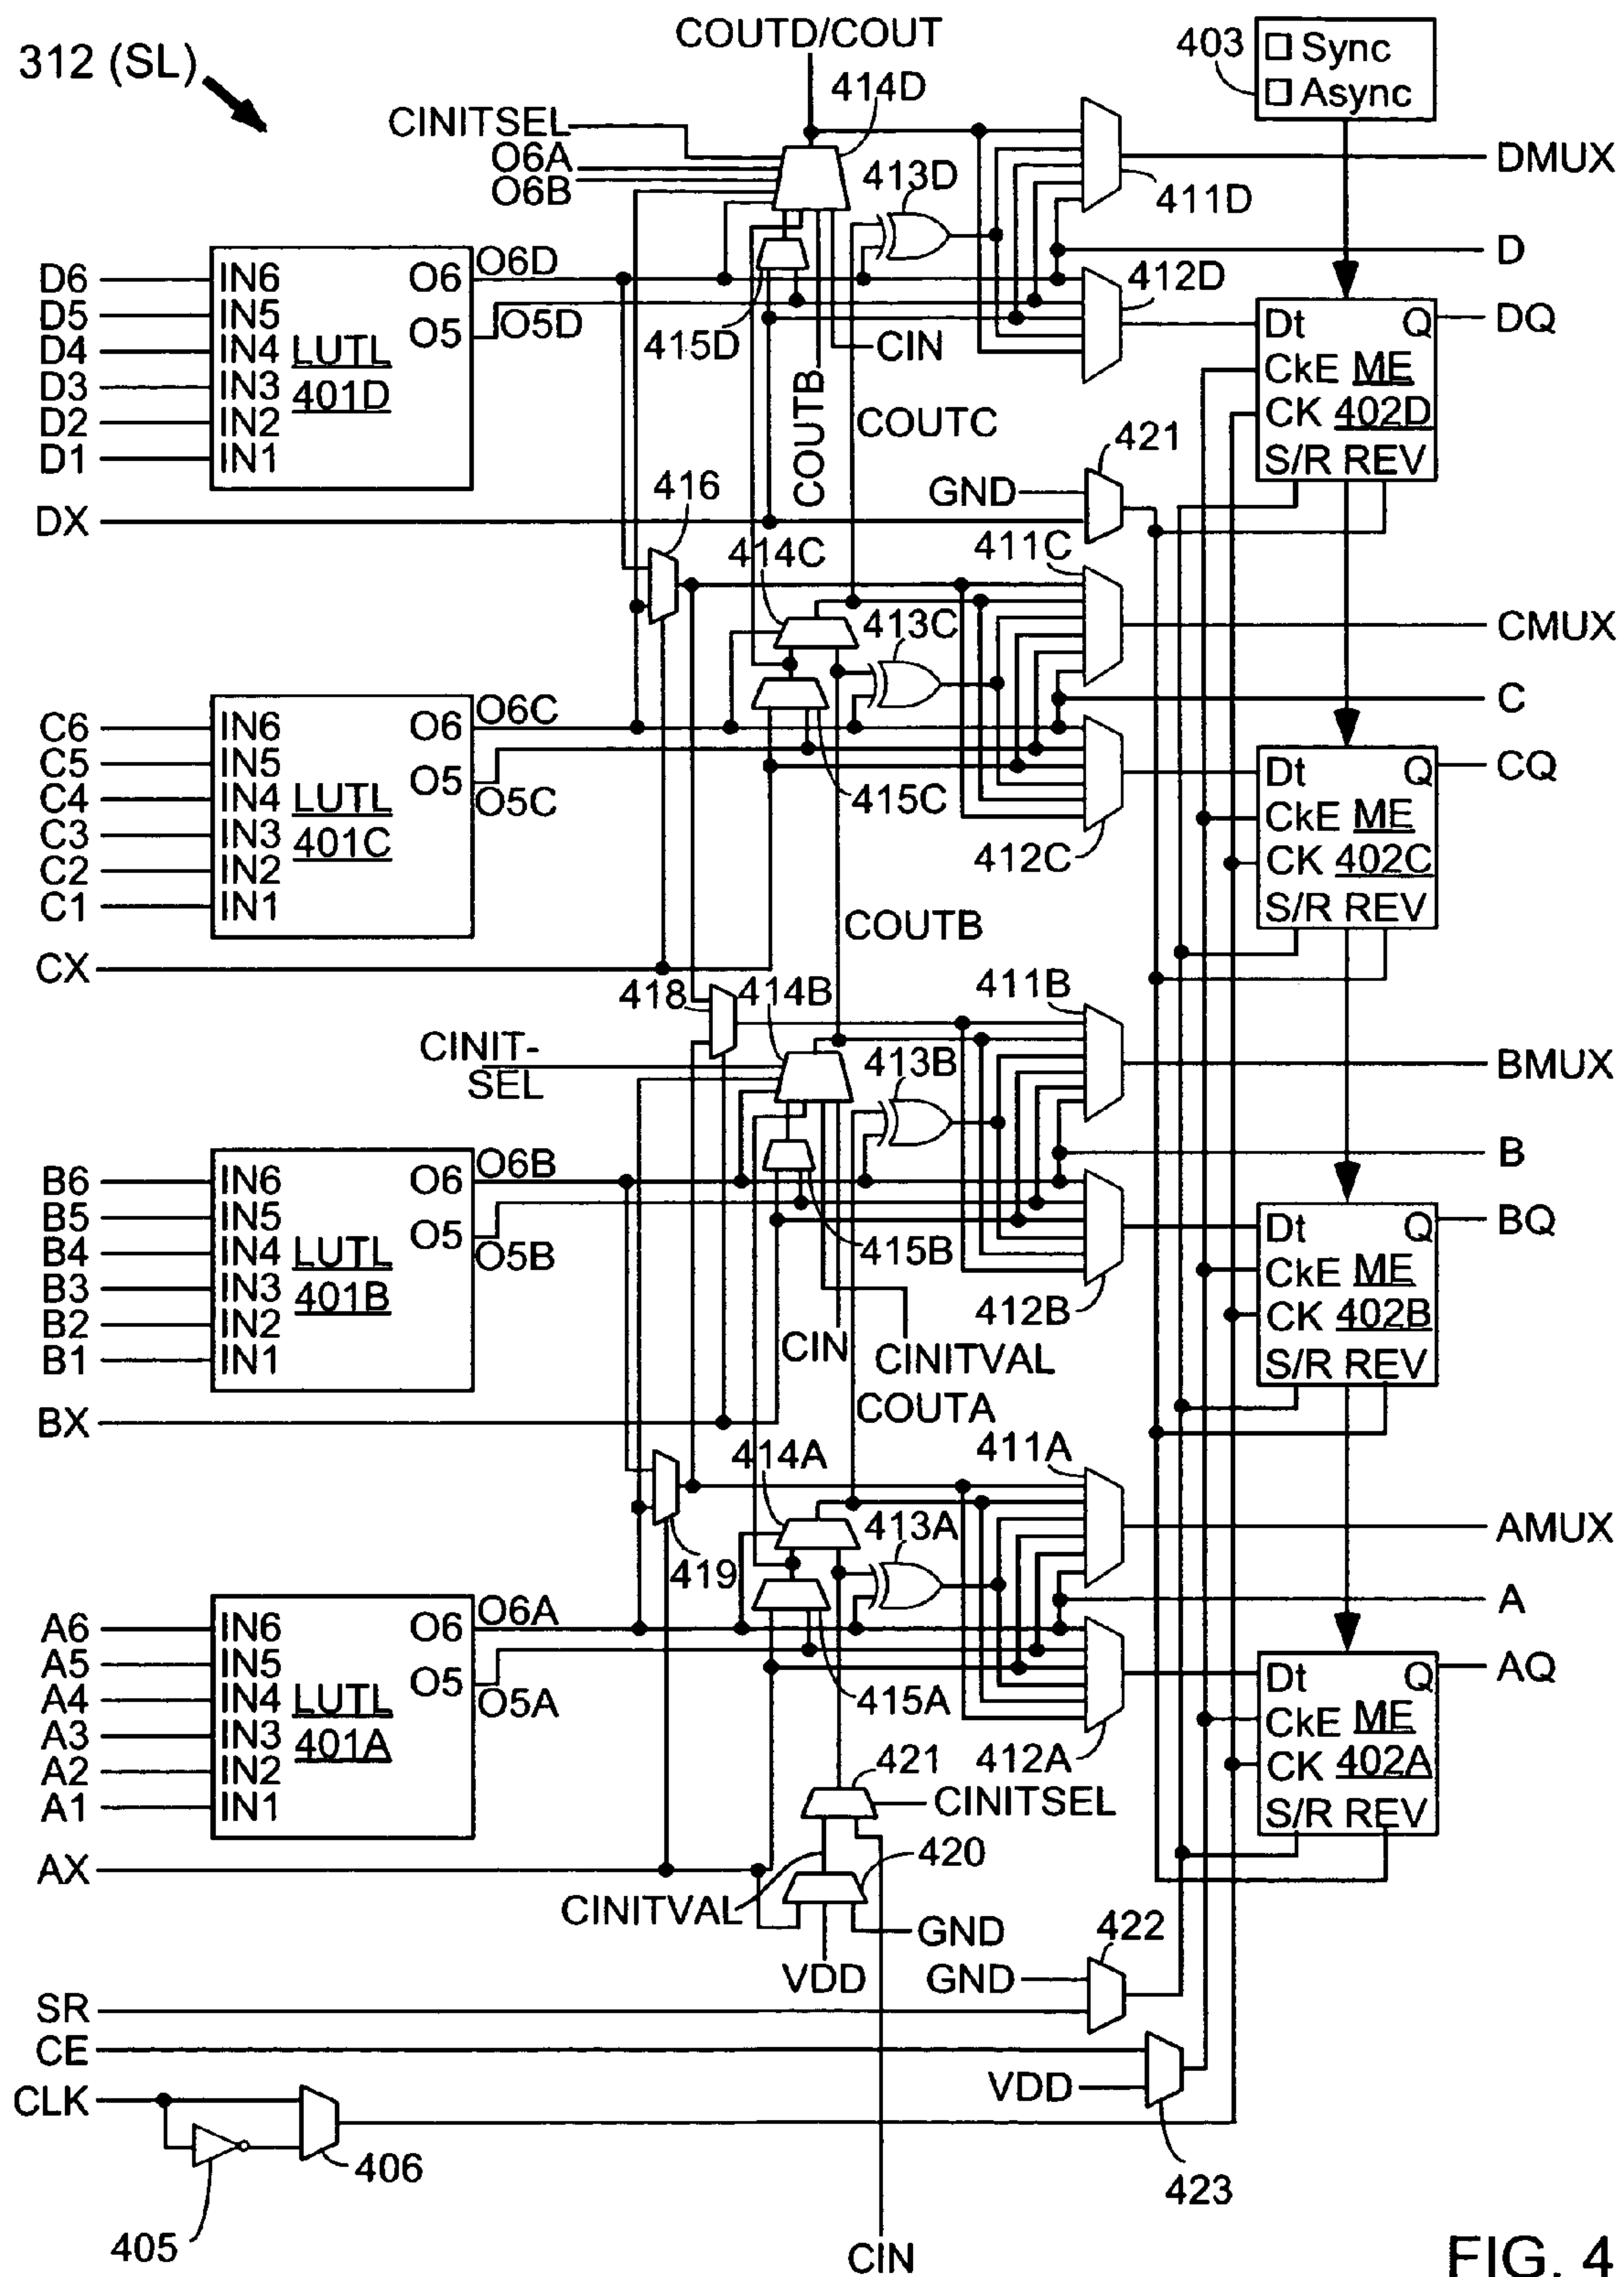 COUTD/COUT
312 (SL)
403
Sync
Async
414D
CINITSEL
O6A
O6B
413D
DMUX
411D
D
D6
D5
D4
D3
D2
D1
IN6
IN5
IN4
IN3
IN2
IN1
LUTL
401D
O6
O5
O6D
O5D
415D
CIN
COUTB
COUTC
412D
Dt
Q
CkE
CK
ME
402D
S/R REV
DQ
421
GND
416
DX
414C
411C
413C
CMUX
C
C6
C5
C4
C3
C2
C1
IN6
IN5
IN4
IN3
IN2
IN1
LUTL
401C
O6
O5
O6C
O5C
415C
412C
Dt
Q
CkE
CK
ME
402C
S/R REV
CQ
COUTB
CX
418
414B
411B
CINIT-
SEL
413B
BMUX
B
B6
B5
B4
B3
B2
B1
IN6
IN5
IN4
IN3
IN2
IN1
LUTL
401B
O6
O5
O6B
O5B
415B
412B
CIN
CINITVAL
Dt
Q
CkE
CK
ME
402B
S/R REV
BQ
COUTA
BX
414A
411A
413A
419
AMUX
A
A6
A5
A4
A3
A2
A1
IN6
IN5
IN4
IN3
IN2
IN1
LUTL
401A
O6
O5
O6A
O5A
415A
412A
Dt
Q
CkE
CK
ME
402A
S/R REV
AQ
421
CINITSEL
AX
420
CINITVAL
GND
VDD
422
GND
SR
CE
VDD
CLK
406
405
423
CIN
FIG. 4